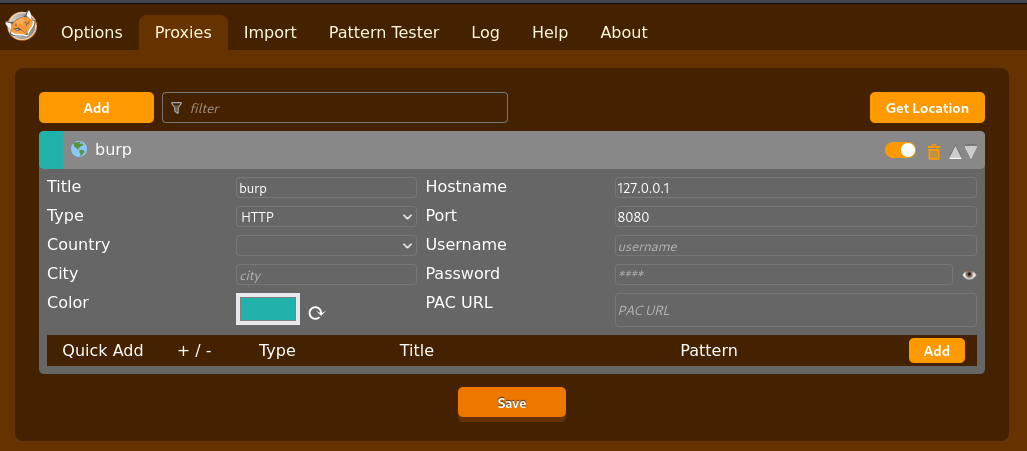 Options Proxies Import Pattern Tester Log Help About
Add filter Get Location
burp
Title burp Hostname 127.0.0.1
Type HTTP Port 8080
Country Username username
City city Password ****
Color PAC URL PAC URL
Quick Add + / - Type Title Pattern Add
Save